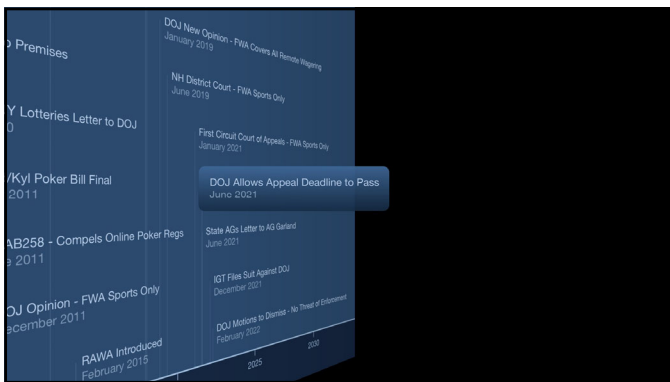 Premises
Y Lotteries Letter to DOJ
0
/Kyl Poker Bill Final
2011
AB258 - Compels Online Poker Regs
2011
OJ Opinion - FWA Sports Only
ecember 2011
RAWA Introduced
February 2015
DOJ New Opinion - FWA Covers All Remote Wagering
January 2019
NH District Court - FWA Sports Only
June 2019
First Circuit Court of Appeals - FWA Sports Only
January 2021
DOJ Allows Appeal Deadline to Pass
June 2021
State AGs Letter to AG Garland
June 2021
IGT Files Suit Against DOJ
December 2021
DOJ Motions to Dismiss - No Threat of Enforcement
February 2022
2025
2030